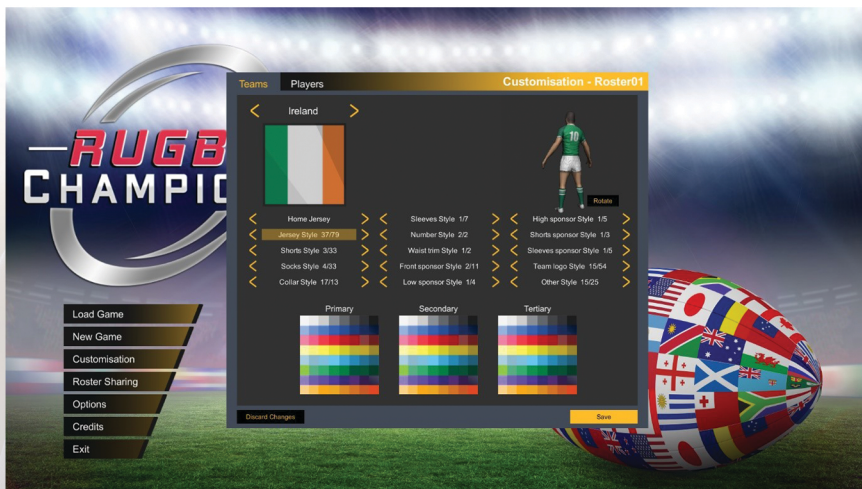 RUGB
CHAMPIC
Teams
Players
Customisation - Roster01
Ireland
10
Rotate
Home Jersey
Sleeves Style 1/7
High sponsor Style 1/5
Jersey Style 37/79
Number Style 2/2
Shorts sponsor Style 1/3
Shorts Style 3/33
Waist trim Style 1/2
Sleeves sponsor Style 1/5
Socks Style 4/33
Front sponsor Style 2/11
Team logo Style 15/54
Collar Style 17/13
Low sponsor Style 1/4
Other Style 15/25
Primary
Secondary
Tertiary
Load Game
New Game
Customisation
Roster Sharing
Options
Credits
Exit
Discard Changes
Save